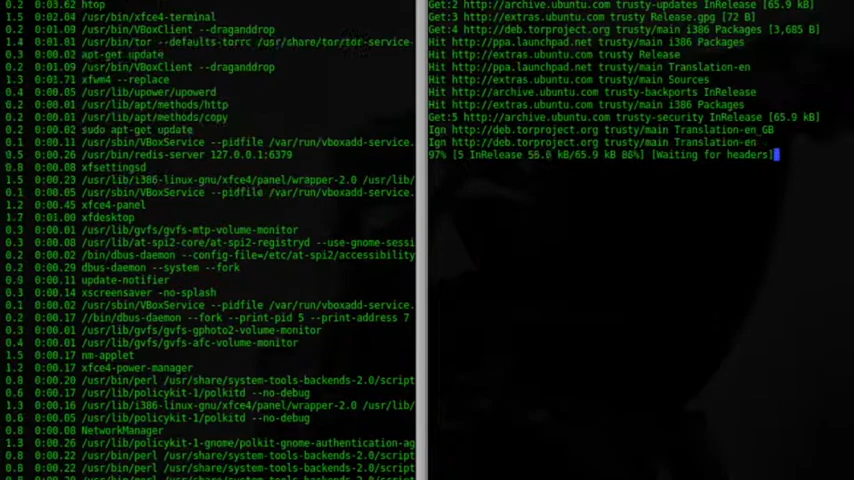 0.2 0:03.62 htop
1.5 0:02.64 /usr/bin/xfce4-terminal
0.2 0:01.09 /usr/bin/VBoxClient --draganddrop
1.4 0:01.81 /usr/bin/tor --defaults-torrc /usr/share/tor/tor-service-
0.3 0:00.02 apt-get update
0.2 0:01.09 /usr/bin/VBoxClient --draganddrop
1.3 0:01.71 xfwm4 --replace
0.4 0:00.05 /usr/lib/upower/upowerd
0.2 0:00.01 /usr/lib/apt/methods/http
0.2 0:00.01 /usr/lib/apt/methods/copy
0.2 0:00.02 sudo apt-get update
0.1 0:00.11 /usr/sbin/VBoxService --pidfile /var/run/vboxadd-service.
0.5 0:00.26 /usr/bin/redis-server 127.0.0.1:6379
0.8 0:00.08 xfsettingsd
1.5 0:00.23 /usr/lib/i386-linux-gnu/xfce4/panel/wrapper-2.0 /usr/lib/
0.1 0:00.05 /usr/sbin/VBoxService --pidfile /var/run/vboxadd-service.
1.2 0:00.45 xfce4-panel
1.7 0:01.00 xfdesktop
0.3 0:00.01 /usr/lib/gvfs/gvfs-mtp-volume-monitor
0.3 0:00.08 /usr/lib/at-spi2-core/at-spi2-registryd --use-gnome-sessi
0.2 0:00.02 /bin/dbus-daemon --config-file=/etc/at-spi2/accessibility
0.2 0:00.29 dbus-daemon --system --fork
0.9 0:00.11 update-notifier
0.3 0:00.14 xscreensaver -no-splash
0.1 0:00.02 /usr/sbin/VBoxService --pidfile /var/run/vboxadd-service.
0.2 0:00.17 //bin/dbus-daemon --fork --print-pid 5 --print-address 7
0.3 0:00.01 /usr/lib/gvfs/gvfs-gphoto2-volume-monitor
0.4 0:00.01 /usr/lib/gvfs/gvfs-afc-volume-monitor
1.5 0:00.17 nm-applet
1.2 0:00.17 xfce4-power-manager
0.8 0:00.20 /usr/bin/perl /usr/share/system-tools-backends-2.0/script
0.6 0:00.17 /usr/lib/policykit-1/polkitd --no-debug
1.3 0:00.16 /usr/lib/i386-linux-gnu/xfce4/panel/wrapper-2.0 /usr/lib/
0.6 0:00.05 /usr/lib/policykit-1/polkitd --no-debug
0.8 0:00.08 NetworkManager
1.3 0:00.26 /usr/lib/policykit-1-gnome/polkit-gnome-authentication-ag
0.8 0:00.22 /usr/bin/perl /usr/share/system-tools-backends-2.0/script
0.8 0:00.22 /usr/bin/perl /usr/share/system-tools-backends-2.0/script
0.8 0:00.20 /usr/bin/perl /usr/share/system-tools-backends-2.0/script
Get:2 http://archive.ubuntu.com trusty-updates InRelease [65.9 kB]
Get:3 http://extras.ubuntu.com trusty Release.gpg [72 B]
Get:4 http://deb.torproject.org trusty/main i386 Packages [3,685 B]
Hit http://ppa.launchpad.net trusty/main i386 Packages
Hit http://extras.ubuntu.com trusty Release
Hit http://ppa.launchpad.net trusty/main Translation-en
Hit http://extras.ubuntu.com trusty/main Sources
Hit http://archive.ubuntu.com trusty-backports InRelease
Hit http://extras.ubuntu.com trusty/main i386 Packages
Get:5 http://archive.ubuntu.com trusty-security InRelease [65.9 kB]
Ign http://deb.torproject.org trusty/main Translation-en_GB
Ign http://deb.torproject.org trusty/main Translation-en
97% [5 InRelease 56.0 kB/65.9 kB 86%] [Waiting for headers]